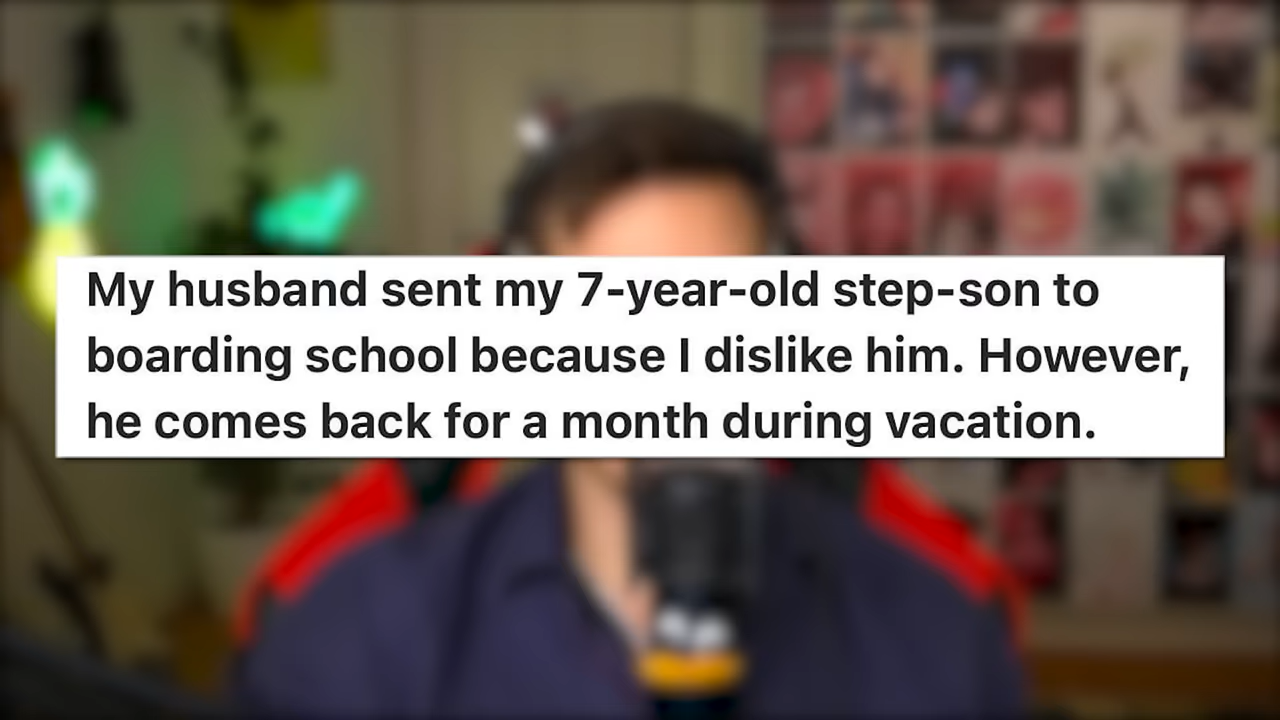 My husband sent my 7-year-old step-son to
boarding school because I dislike him. However,
he comes back for a month during vacation.